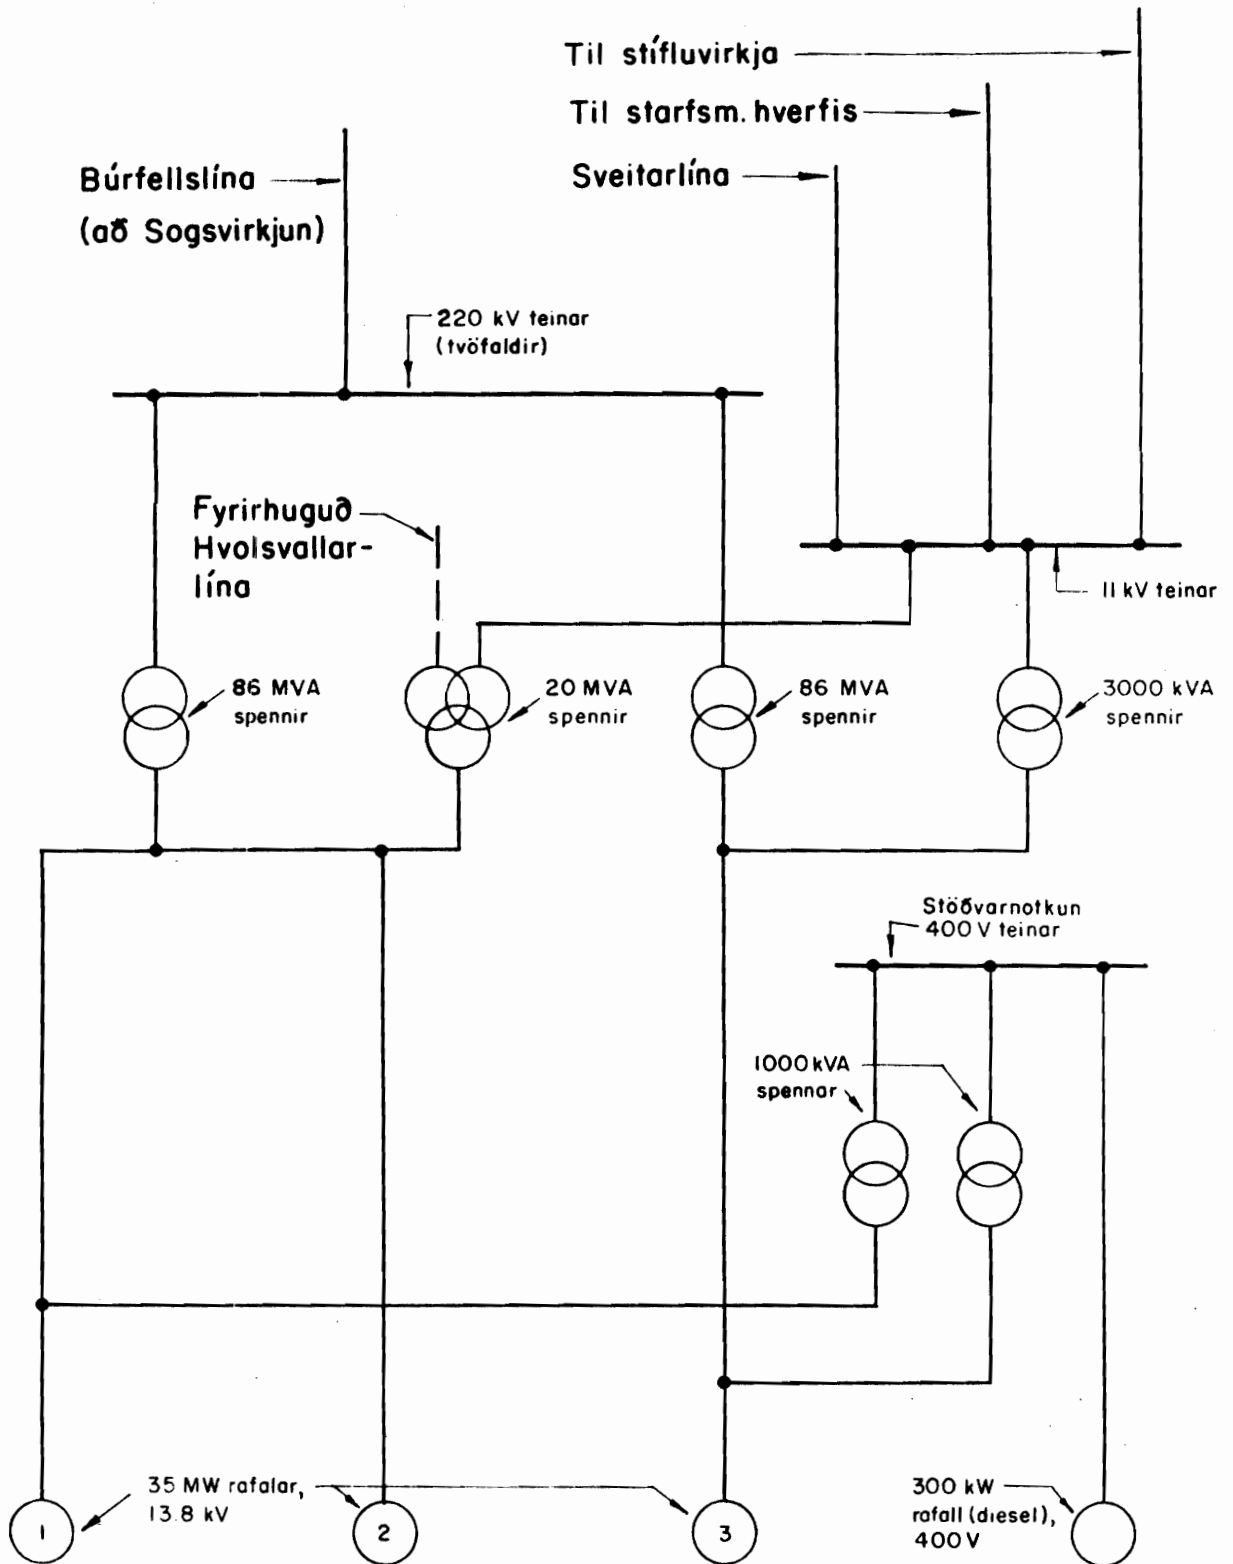 Til stífluvirkja
Til starfsm. hverfis
Sveitarlína
Búrfellslína
(að Sogsvirkjun)
220 kV teinar
(tvöfaldir)
Fyrirhuguð
Hvolsvallar-
lína
11 kV teinar
86 MVA
spennir
20 MVA
spennir
86 MVA
spennir
3000 kVA
spennir
Stöðvarnotkun
400 V teinar
1000 kVA
spennar
35 MW rafalar,
13.8 kV
300 kW
rafall (diesel),
400 V
1
2
3